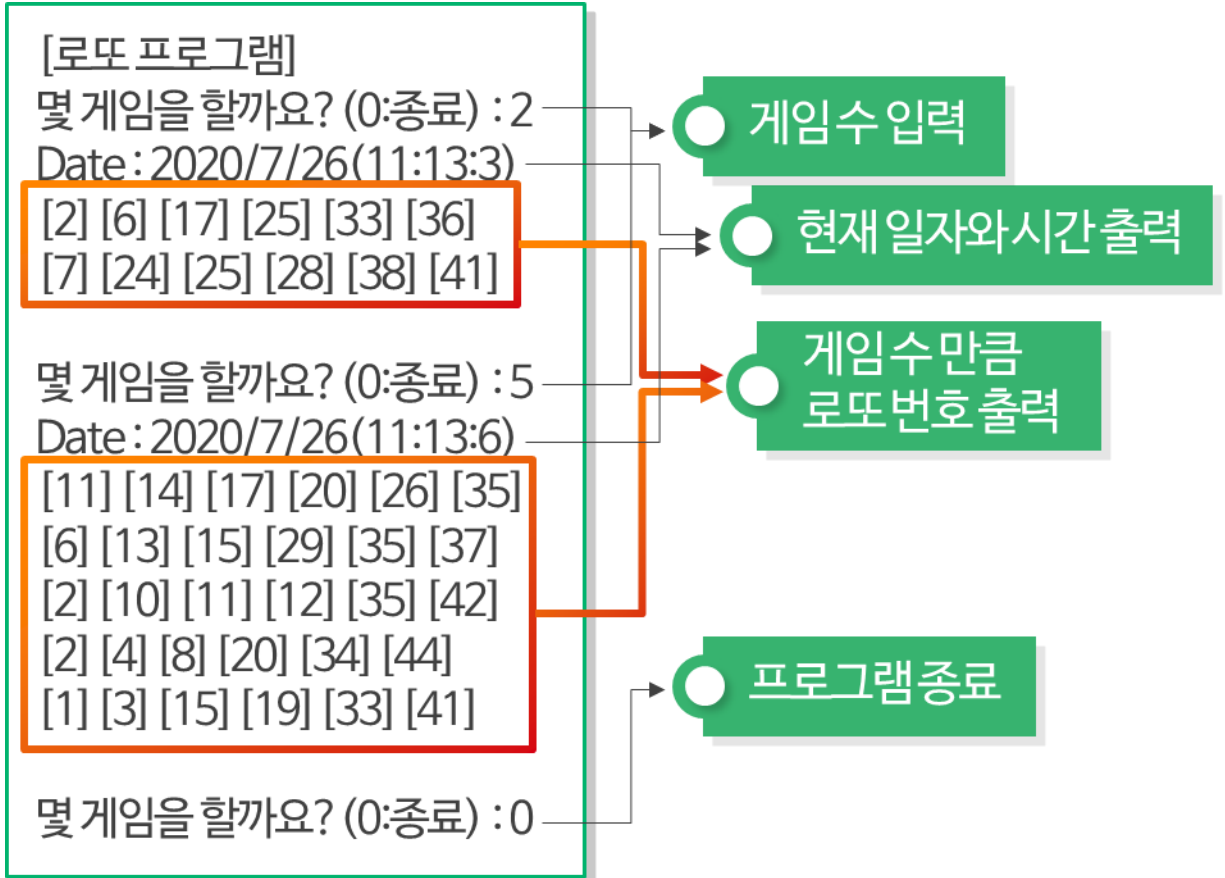 [로또 프로그램]
몇 게임을 할까요? (0:종료) : 2
Date : 2020/7/26(11:13:3)
[2] [6] [17] [25] [33] [36]
[7] [24] [25] [28] [38] [41]
몇 게임을 할까요? (0:종료) : 5
Date : 2020/7/26(11:13:6)
[11] [14] [17] [20] [26] [35]
[6] [13] [15] [29] [35] [37]
[2] [10] [11] [12] [35] [42]
[2] [4] [8] [20] [34] [44]
[1] [3] [15] [19] [33] [41]
몇 게임을 할까요? (0:종료) : 0
게임 수 입력
현재 일자와 시간 출력
게임 수 만큼
로또 번호 출력
프로그램 종료